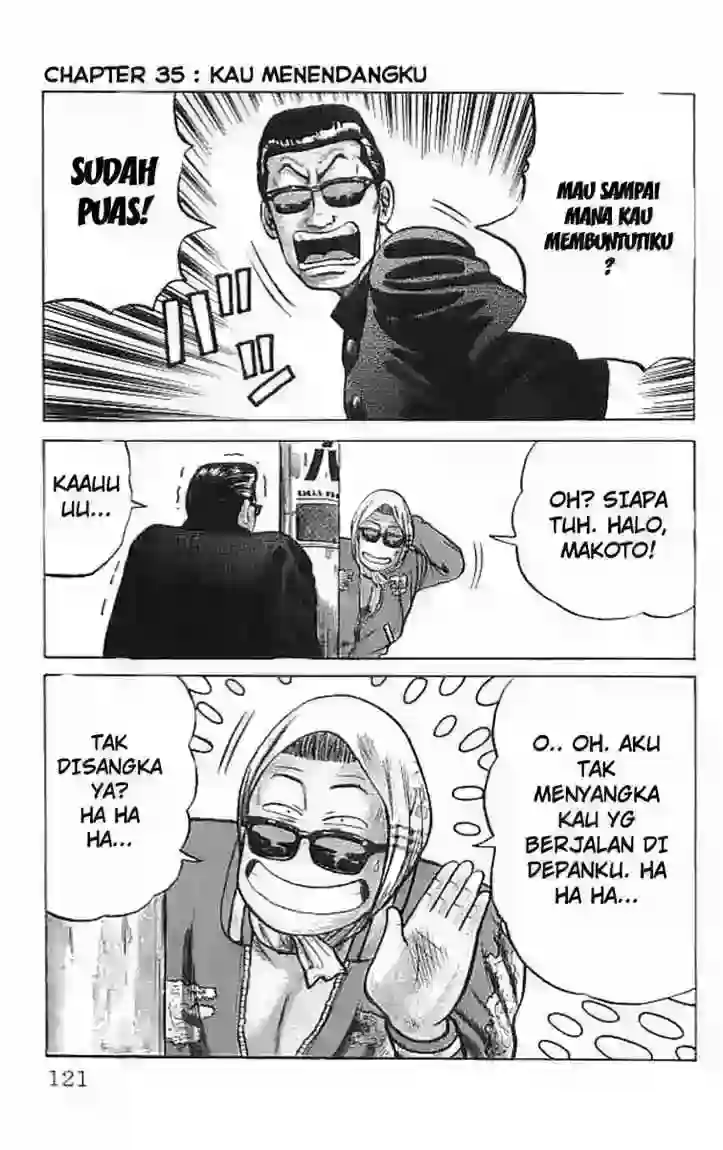 CHAPTER 35 : KAU MENENDANGKU
MAU SAMPAI
MANA KAU
MEMBUNTUTIKU
?
SUDAH
PUAS!
OH? SIAPA
TUH. HALO,
MAKOTO!
KAAUU
UU...
O.. OH. AKU
TAK
MENYANGKA
KAU YG
BERJALAN DI
DEPANKU. HA
HA HA...
TAK
DISANGKA
YA?
HA HA
HA...
121